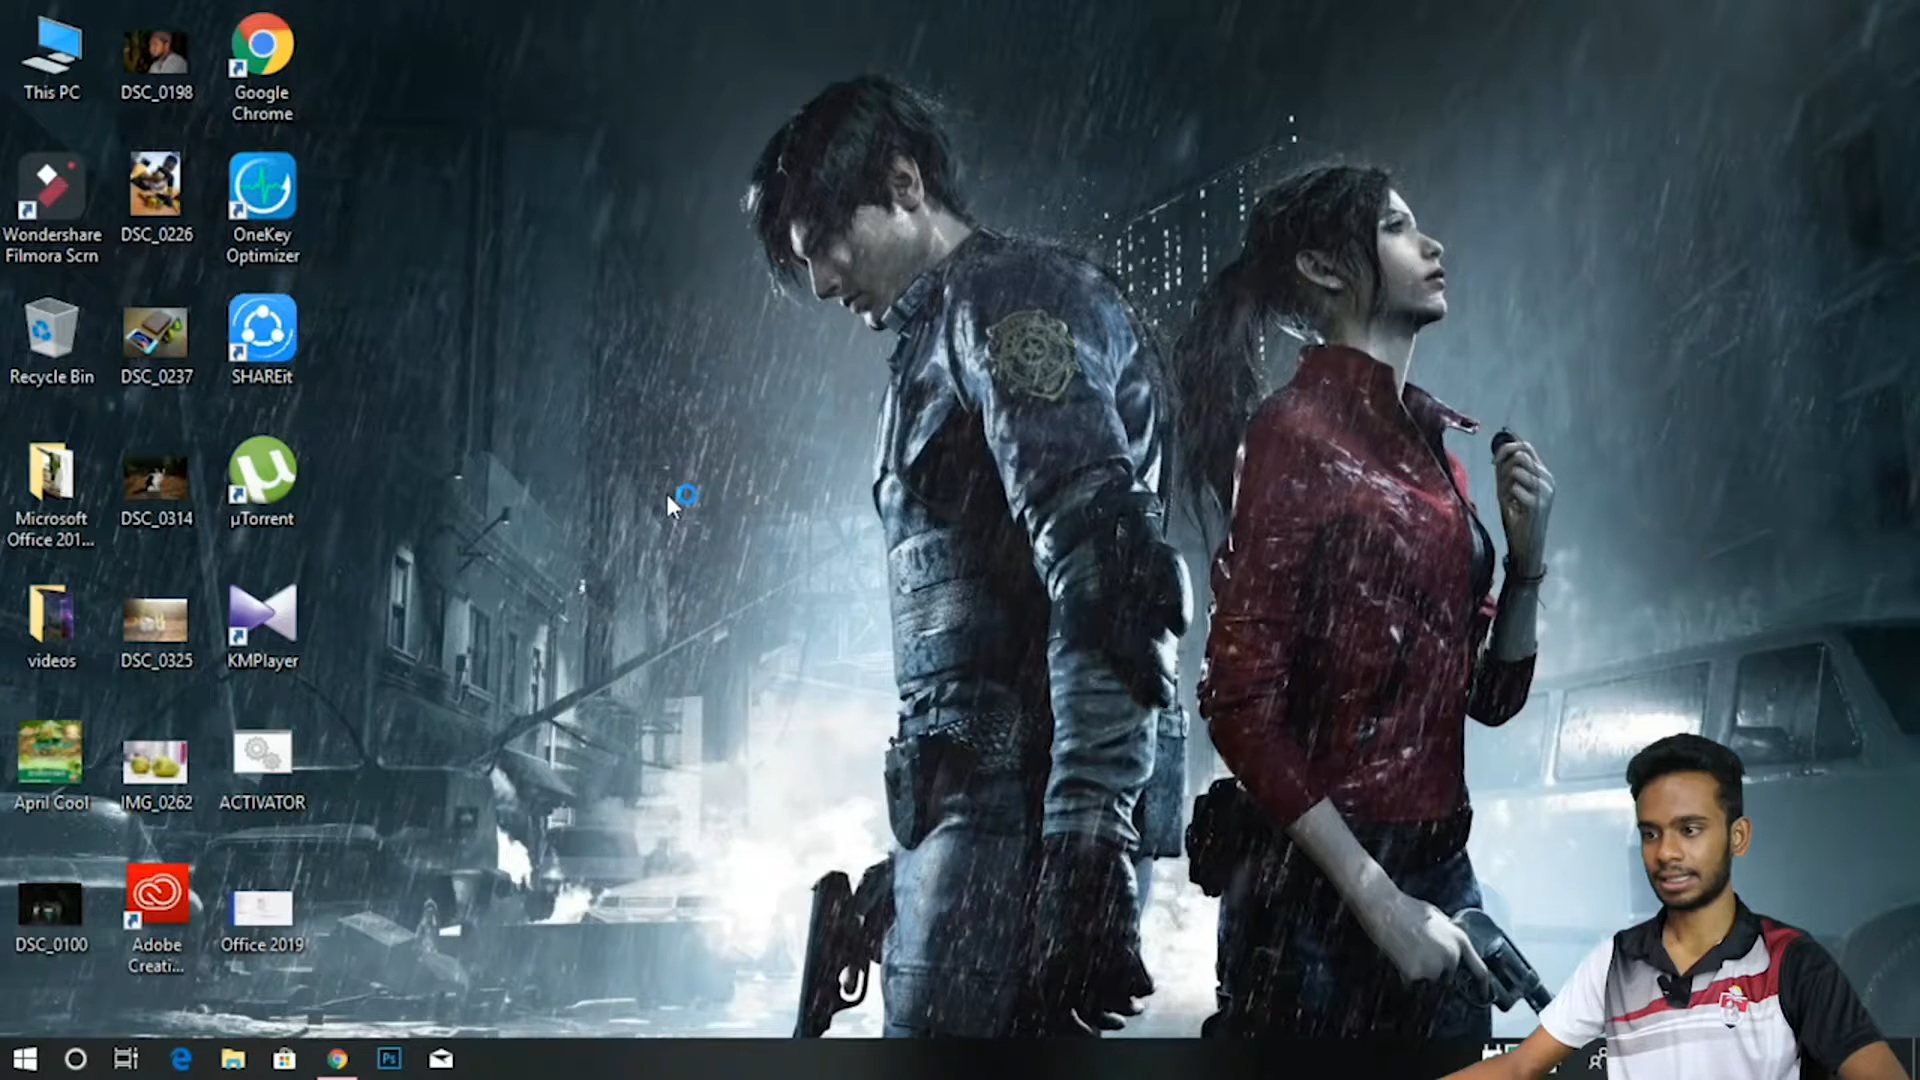 This PC
DSC_0198
Google
Chrome
Wondershare
Filmora Scrn
DSC_0226
OneKey
Optimizer
Recycle Bin
DSC_0237
SHAREit
Microsoft
Office 201...
DSC_0314
µTorrent
videos
DSC_0325
KMPlayer
April Cool
IMG_0262
ACTIVATOR
DSC_0100
Adobe
Creati...
Office 2019
Ps